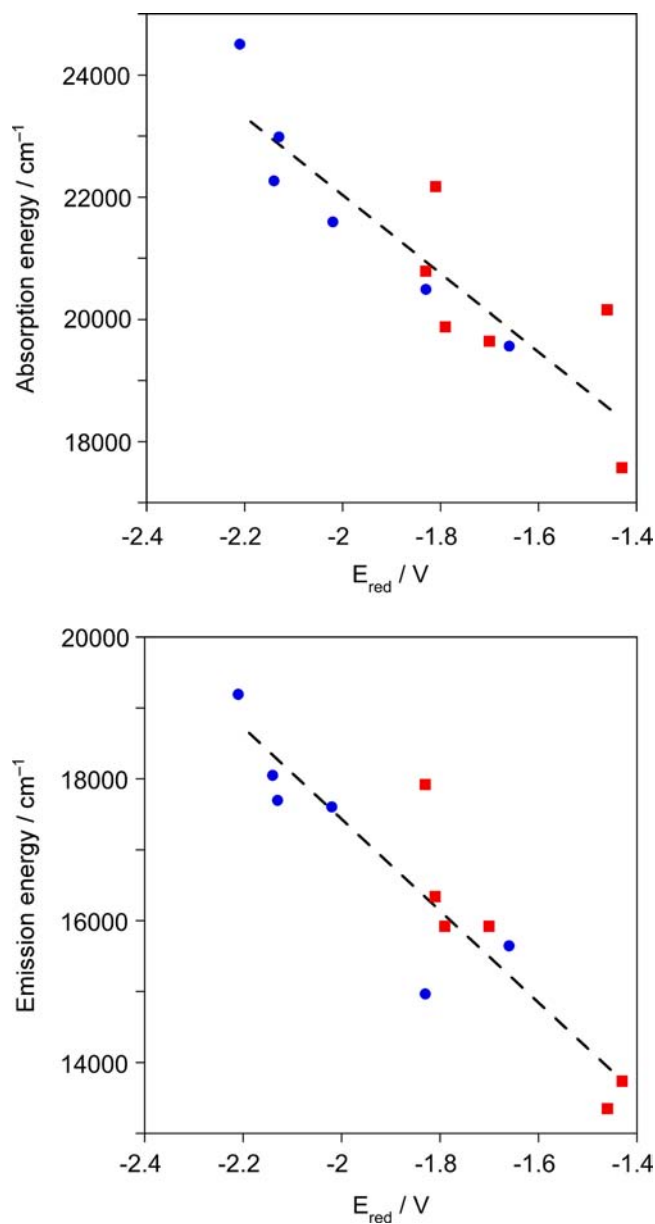 24000
22000
20000
18000
Absorption energy / cm⁻¹
-2.4 -2.2 -2 -1.8 -1.6 -1.4
E_red / V
20000
18000
16000
14000
Emission energy / cm⁻¹
-2.4 -2.2 -2 -1.8 -1.6 -1.4
E_red / V